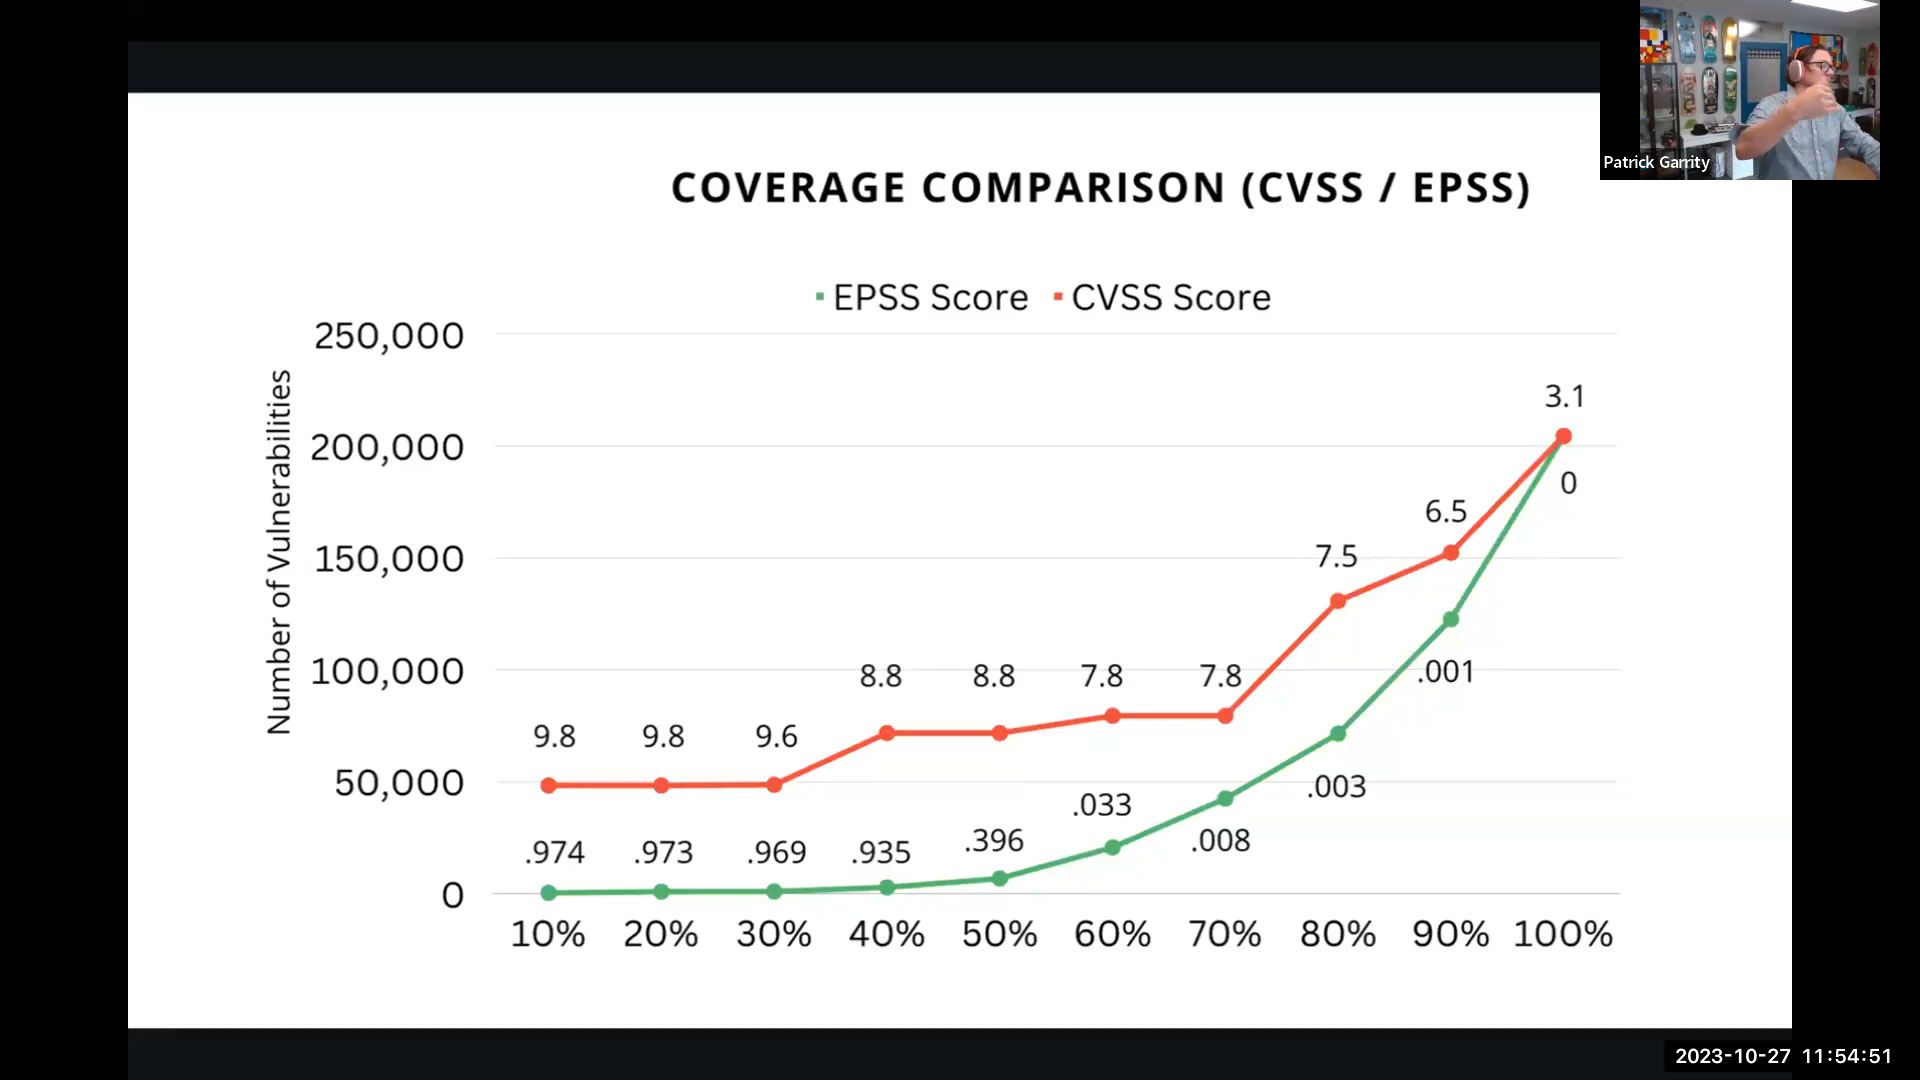 Patrick Garrity
COVERAGE COMPARISON (CVSS / EPSS)
EPSS Score CVSS Score
Number of Vulnerabilities
250,000
200,000
150,000
100,000
50,000
0
3.1
0
6.5
7.5
.001
8.8 8.8 7.8 7.8
9.8 9.8 9.6
.003
.033
.974 .973 .969 .935 .396 .008
10% 20% 30% 40% 50% 60% 70% 80% 90% 100%
2023-10-27 11:54:51